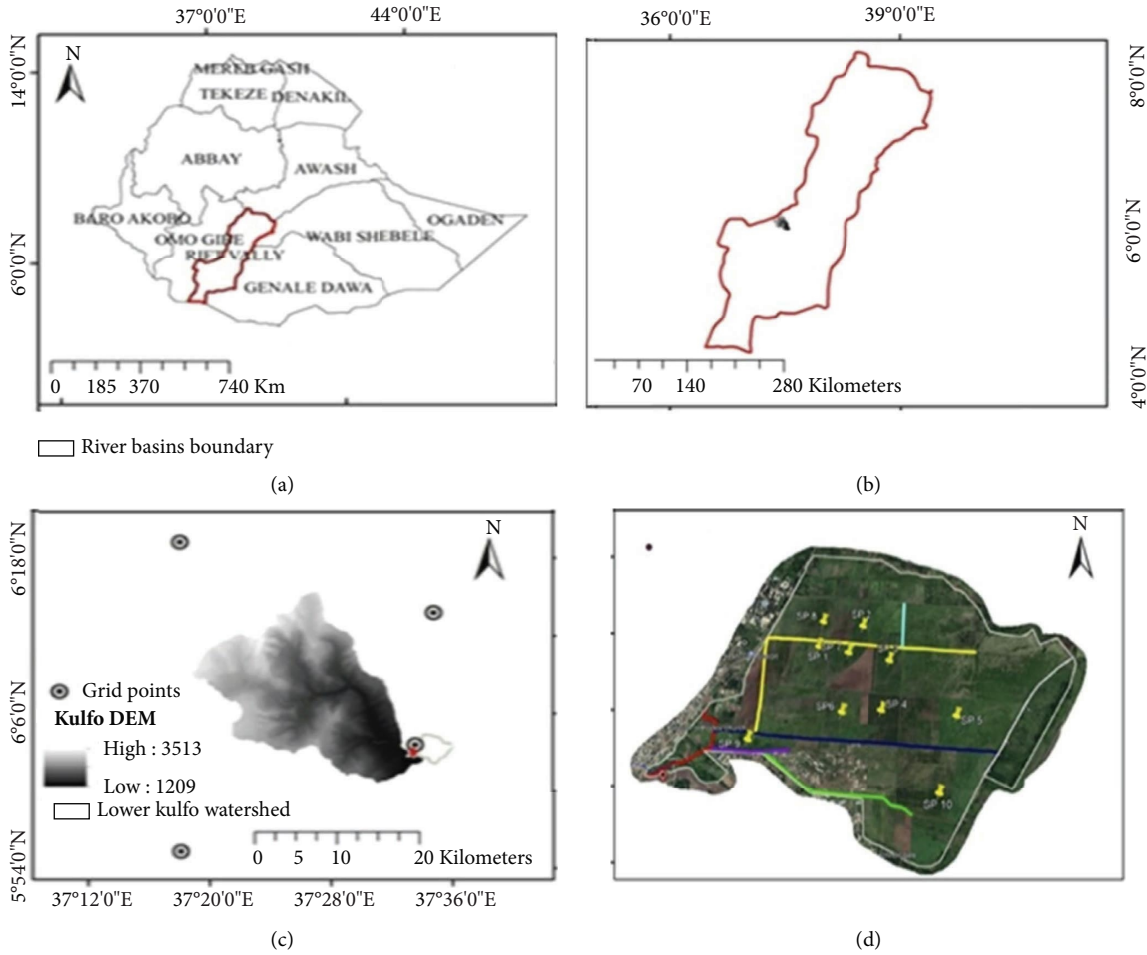 37°0'0"E
44°0'0"E
14°0'0"N
6°0'0"N
N
MEREB GASH
TEKEZE
DENAKIL
ABBAY
AWASH
BARO AKOBO
OGADEN
OMO GIBE
WABI SHEBELE
RIFT VALLY
GENALE DAWA
0 185 370 740 Km
River basins boundary
(a)
36°0'0"E
39°0'0"E
8°0'0"N
6°0'0"N
4°0'0"N
70 140 280 Kilometers
(b)
6°18'0"N
6°6'0"N
5°54'0"N
N
Grid points
Kulfo DEM
High : 3513
Low : 1209
Lower kulfo watershed
0 5 10 20 Kilometers
37°12'0"E
37°20'0"E
37°28'0"E
37°36'0"E
(c)
N
SP 8
SP 2
SP 1
SP6
SP 4
SP 5
SP 9
SP 10
(d)